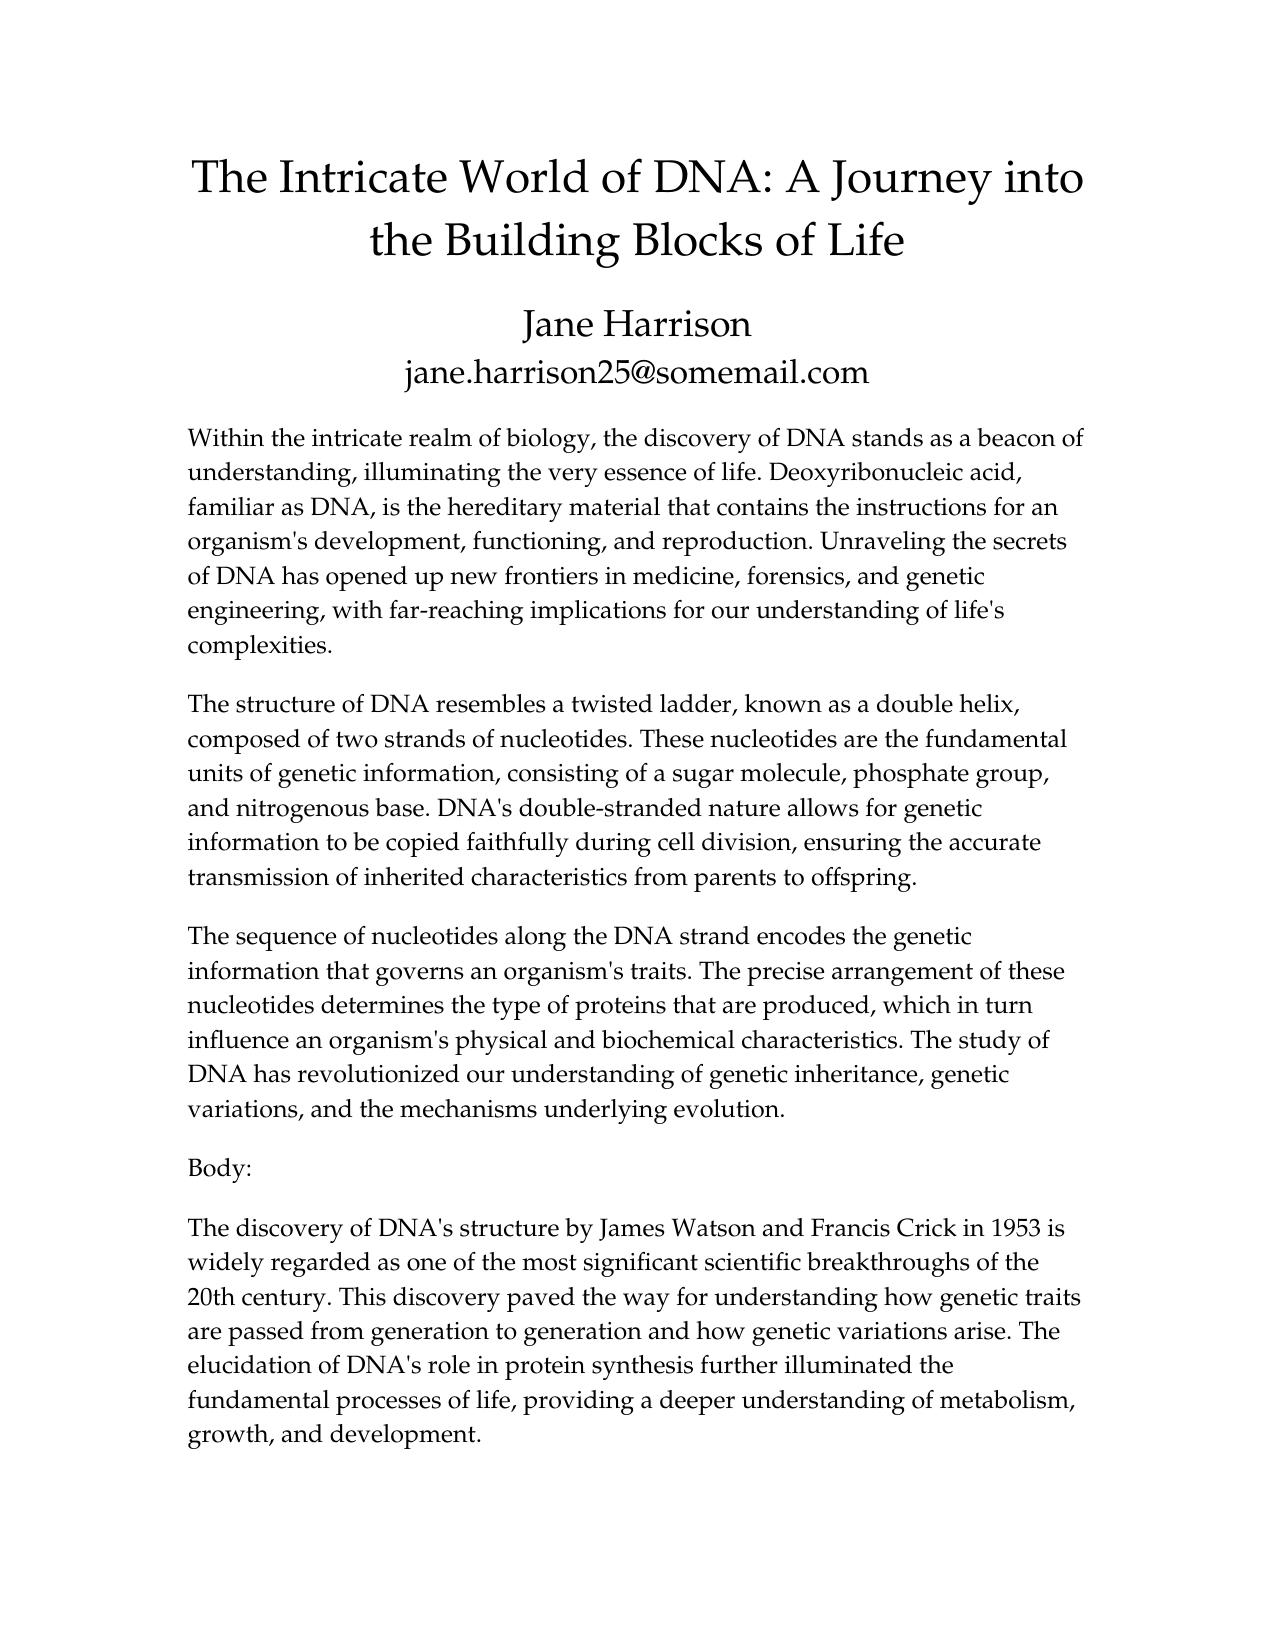 The Intricate World of DNA: A Journey into
the Building Blocks of Life
Jane Harrison
jane.harrison25@somemail.com
Within the intricate realm of biology, the discovery of DNA stands as a beacon of
understanding, illuminating the very essence of life. Deoxyribonucleic acid,
familiar as DNA, is the hereditary material that contains the instructions for an
organism's development, functioning, and reproduction. Unraveling the secrets
of DNA has opened up new frontiers in medicine, forensics, and genetic
engineering, with far-reaching implications for our understanding of life's
complexities.
The structure of DNA resembles a twisted ladder, known as a double helix,
composed of two strands of nucleotides. These nucleotides are the fundamental
units of genetic information, consisting of a sugar molecule, phosphate group,
and nitrogenous base. DNA's double-stranded nature allows for genetic
information to be copied faithfully during cell division, ensuring the accurate
transmission of inherited characteristics from parents to offspring.
The sequence of nucleotides along the DNA strand encodes the genetic
information that governs an organism's traits. The precise arrangement of these
nucleotides determines the type of proteins that are produced, which in turn
influence an organism's physical and biochemical characteristics. The study of
DNA has revolutionized our understanding of genetic inheritance, genetic
variations, and the mechanisms underlying evolution.
Body:
The discovery of DNA's structure by James Watson and Francis Crick in 1953 is
widely regarded as one of the most significant scientific breakthroughs of the
20th century. This discovery paved the way for understanding how genetic traits
are passed from generation to generation and how genetic variations arise. The
elucidation of DNA's role in protein synthesis further illuminated the
fundamental processes of life, providing a deeper understanding of metabolism,
growth, and development.